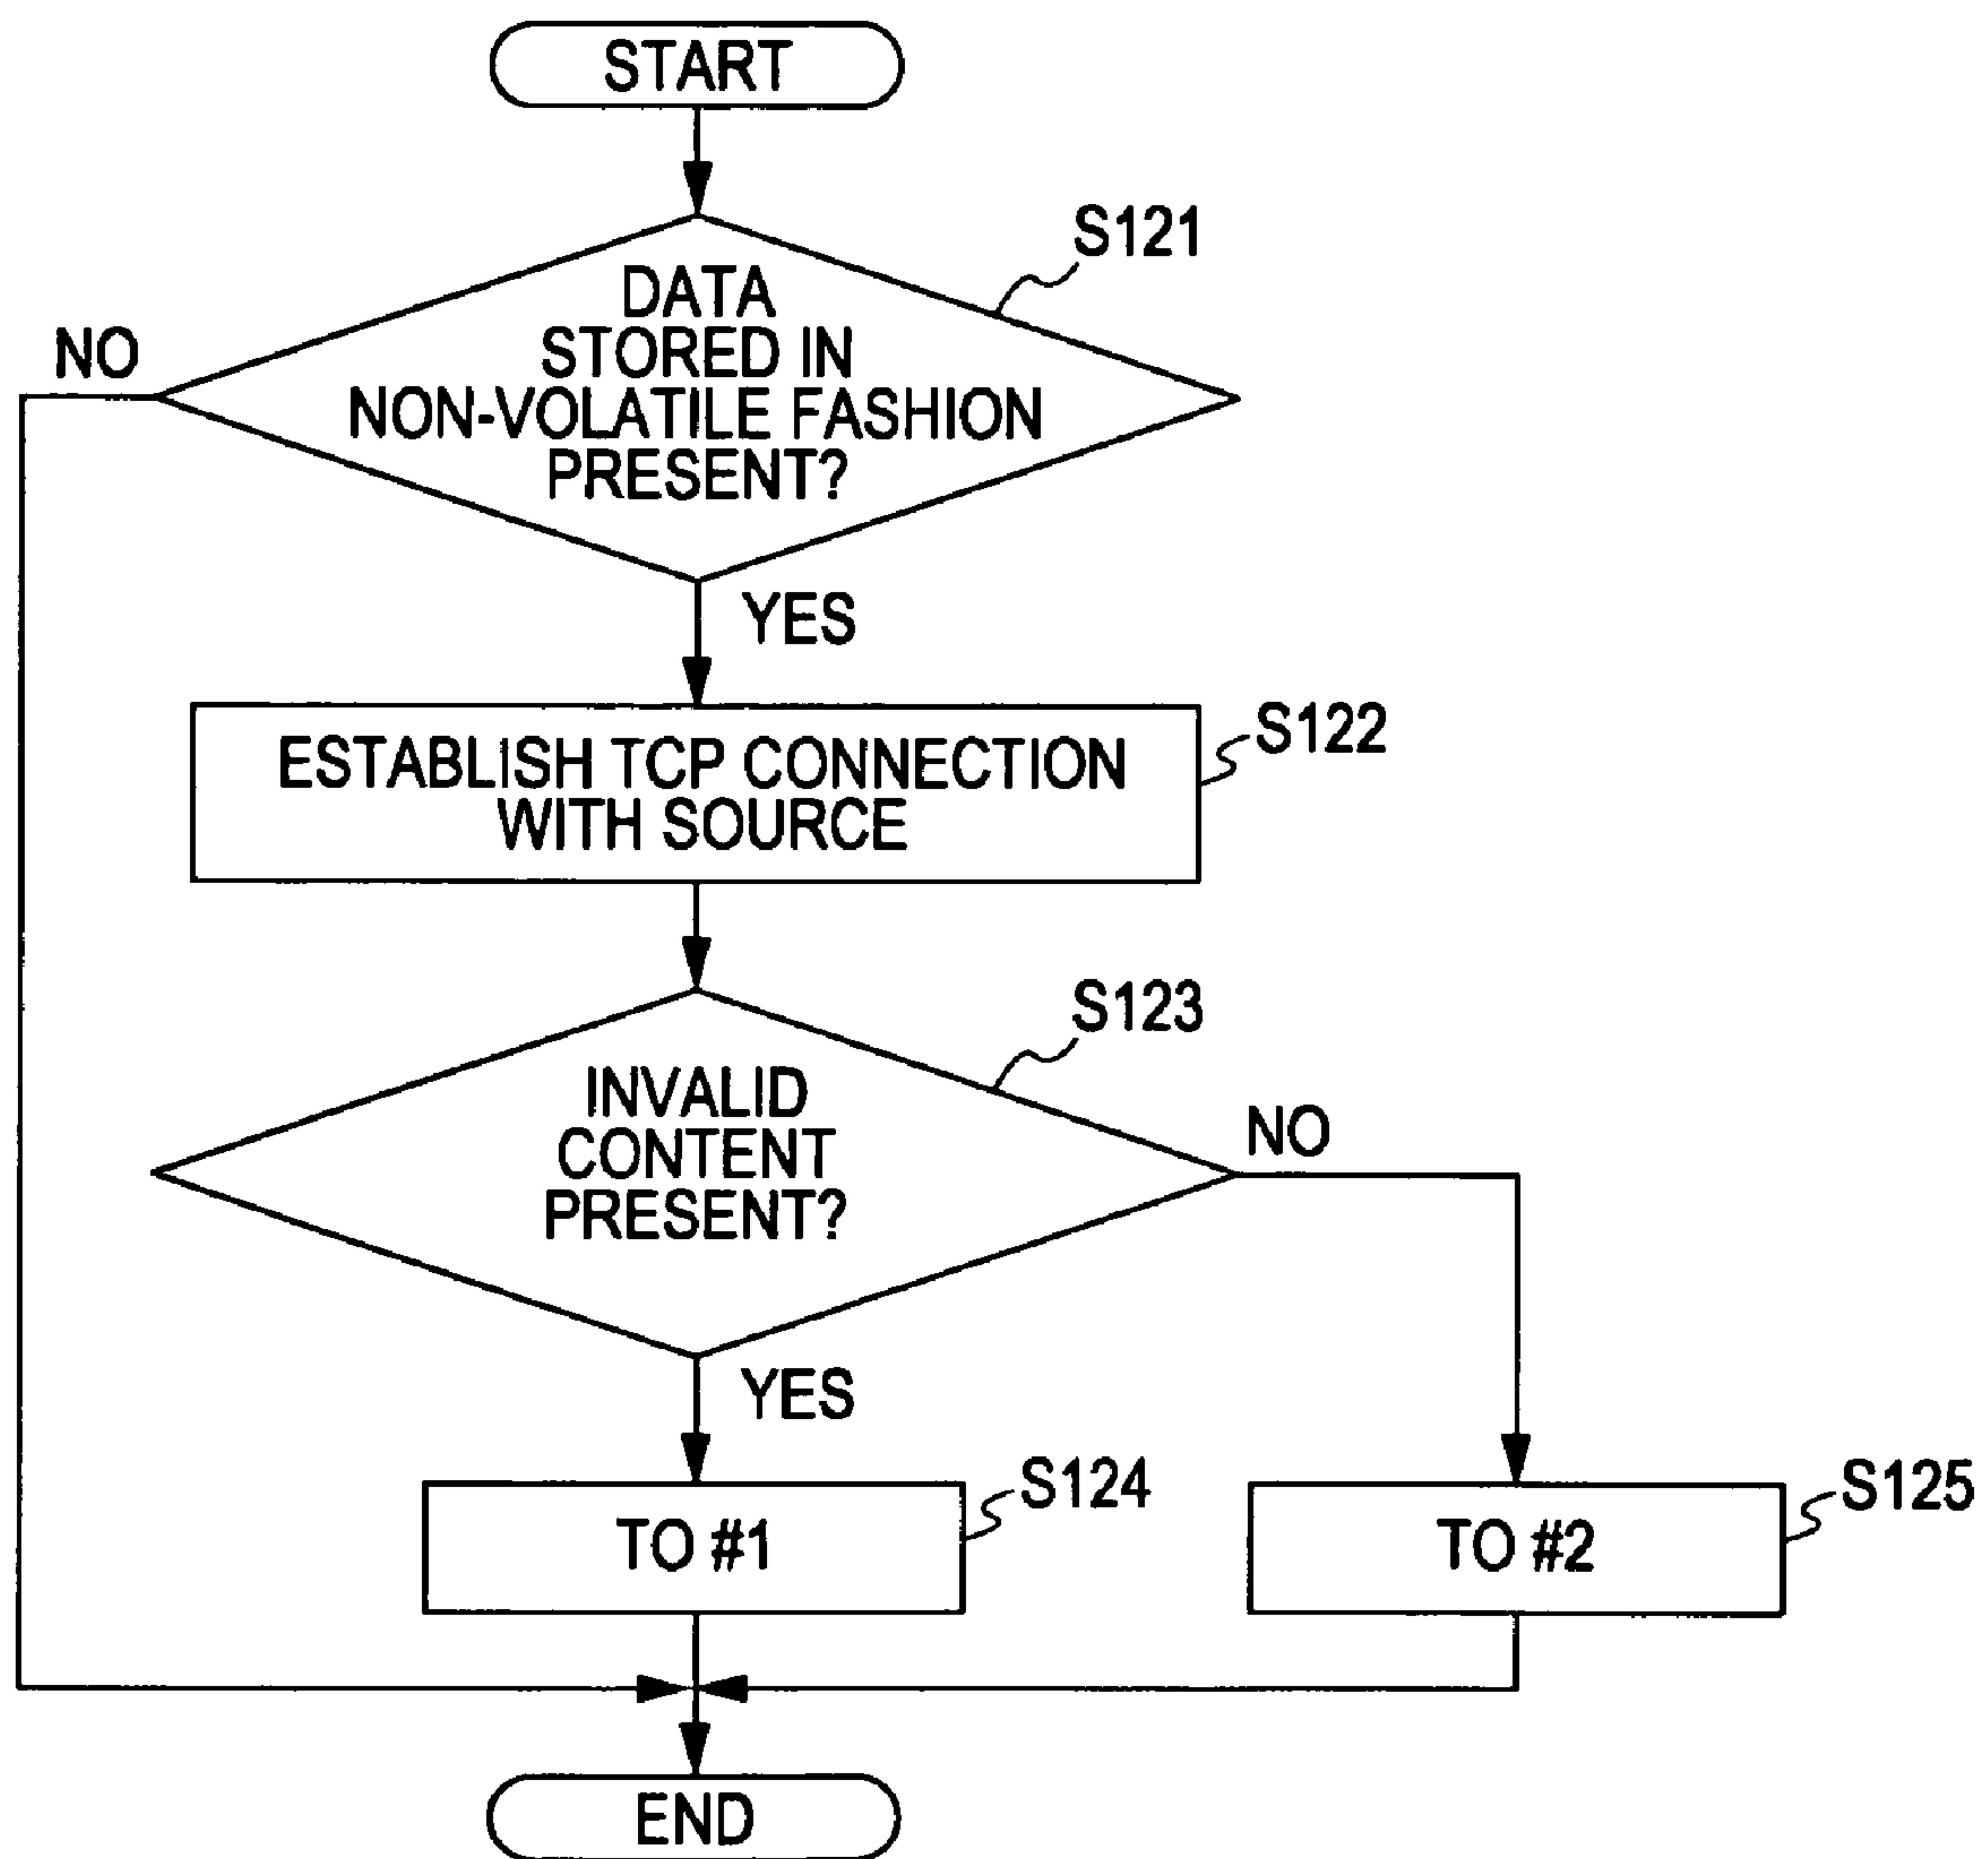 START
S121
DATA
STORED IN
NON-VOLATILE FASHION
PRESENT?
NO
YES
S122
ESTABLISH TCP CONNECTION
WITH SOURCE
S123
INVALID
CONTENT
PRESENT?
NO
YES
S124
TO #1
S125
TO #2
END